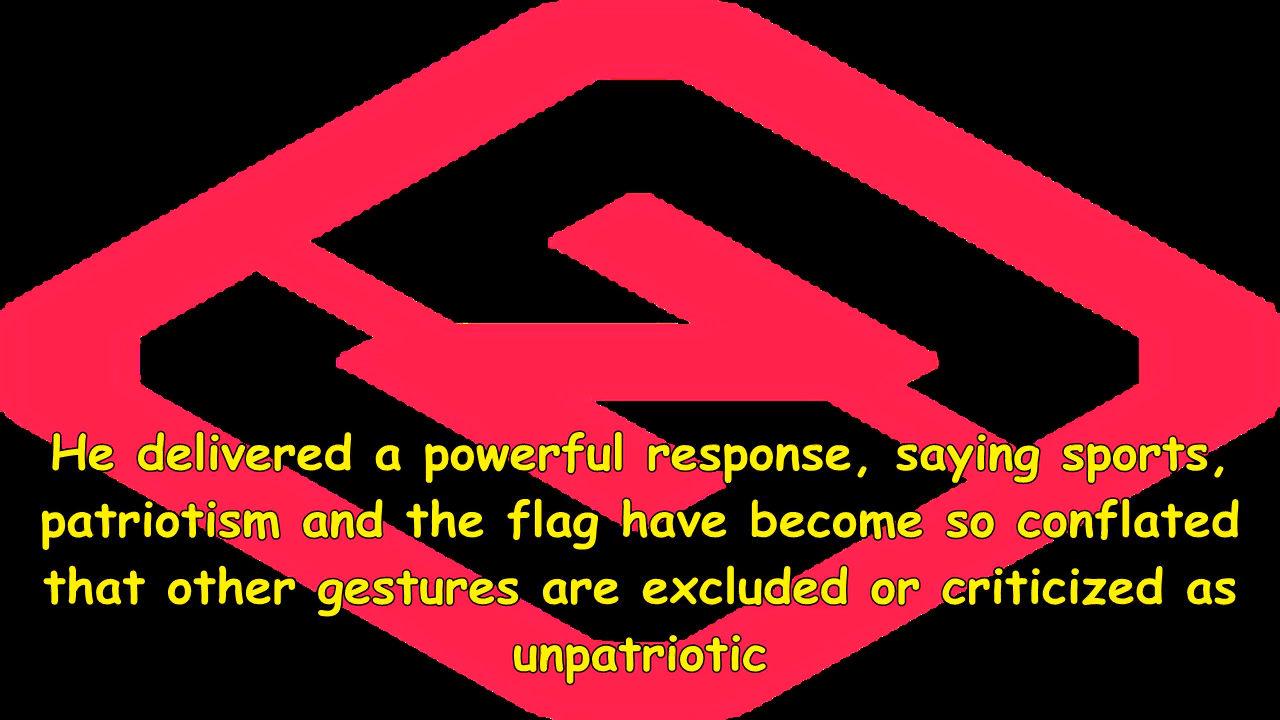 He delivered a powerful response, saying sports,
patriotism and the flag have become so conflated
that other gestures are excluded or criticized as
unpatriotic